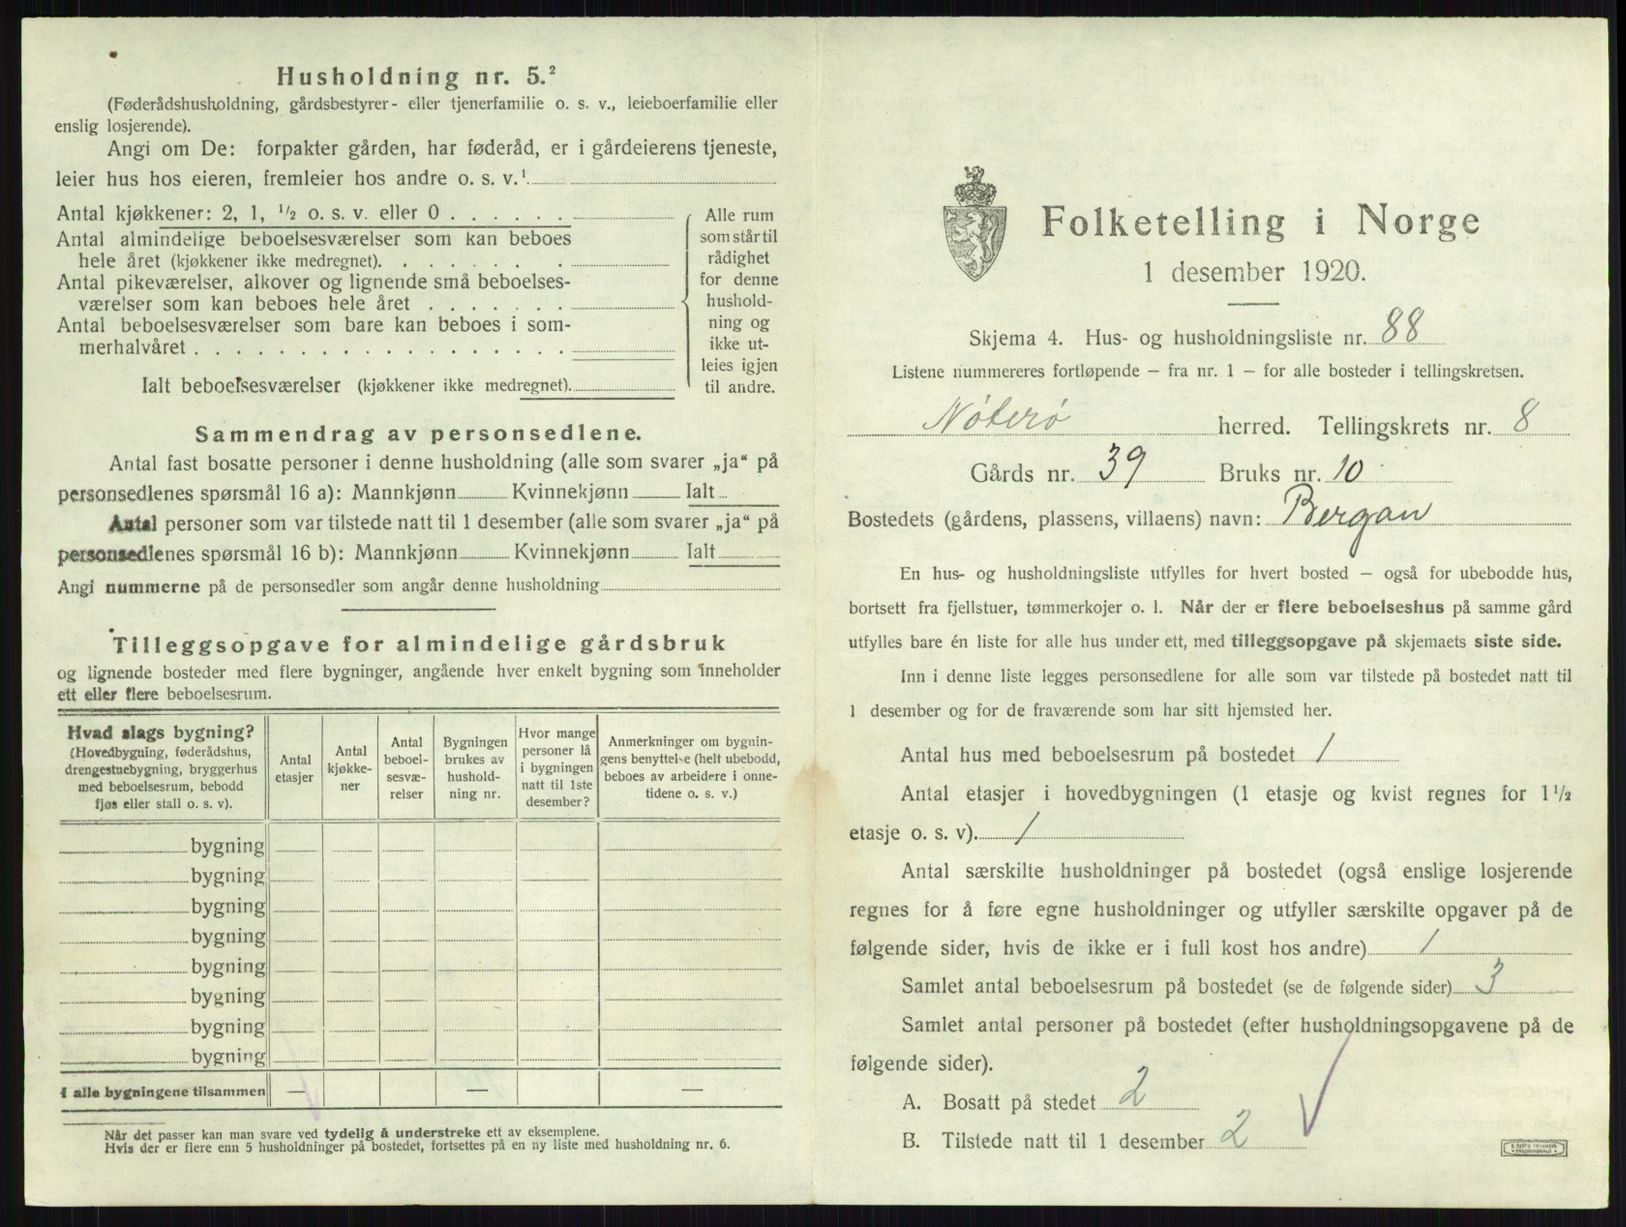 Husholdning nr. 5.²
(Føderådshusholdning, gårdsbestyrer- eller tjenerfamilie o. s. v., leieboerfamilie eller
enslig losjerende).
Angi om De: forpakter gården, har føderåd, er i gårdeierens tjeneste,
leier hus hos eieren, fremleier hos andre o. s. v.¹
Antal kjøkkener: 2, 1, ½ o. s. v. eller 0 . . . . . .
Antal almindelige beboelsesværelser som kan beboes
hele året (kjøkkener ikke medregnet). . . . . . . .
Antal pikeværelser, alkover og lignende små beboelses-
værelser som kan beboes hele året . . . . . . .
Antal beboelsesværelser som bare kan beboes i som-
merhalvåret . . . . . . . . . . . . . . . . .
Ialt beboelsesværelser (kjøkkener ikke medregnet).
Alle rum
som står til
rådighet
for denne
hushold-
ning og
ikke ut-
leies igjen
til andre.
Sammendrag av personsedlene.
Antal fast bosatte personer i denne husholdning (alle som svarer „ja“ på
personsedlenes spørsmål 16 a): Mannkjønn Kvinnekjønn Ialt
Antal personer som var tilstede natt til 1 desember (alle som svarer „ja“ på
personsedlenes spørsmål 16 b): Mannkjønn Kvinnekjønn Ialt
Angi nummerne på de personsedler som angår denne husholdning
Tilleggsopgave for almindelige gårdsbruk
og lignende bosteder med flere bygninger, angående hver enkelt bygning som inneholder
ett eller flere beboelsesrum.
Hvad slags bygning?
(Hovedbygning, føderådshus,
drengestuebygning, bryggerhus
med beboelsesrum, bebodd
fjøs eller stall o. s. v).
Antal
etasjer
Antal
kjøkke-
ner
Antal
beboel-
sesvæ-
relser
Bygningen
brukes av
hushold-
ning nr.
Hvor mange
personer lå
i bygningen
natt til 1ste
desember?
Anmerkninger om bygnin-
gens benyttelse (helt ubebodd,
beboes av arbeidere i onne-
tidene o. s. v.)
bygning
bygning
bygning
bygning
bygning
bygning
bygning
bygning
I alle bygningene tilsammen — — —
Når det passer kan man svare ved tydelig å understreke ett av eksemplene.
Hvis der er flere enn 5 husholdninger på bostedet, fortsettes på en ny liste med husholdning nr. 6.
Folketelling i Norge
1 desember 1920.
Skjema 4. Hus- og husholdningsliste nr. 88
Listene nummereres fortløpende — fra nr. 1 — for alle bosteder i tellingskretsen.
Nøterø herred. Tellingskrets nr. 8
Gårds nr. 39 Bruks nr. 10
Bostedets (gårdens, plassens, villaens) navn: Bergan
En hus- og husholdningsliste utfylles for hvert bosted — også for ubebodde hus,
bortsett fra fjellstuer, tømmerkojer o. l. Når der er flere beboelseshus på samme gård
utfylles bare én liste for alle hus under ett, med tilleggsopgave på skjemaets siste side.
Inn i denne liste legges personsedlene for alle som var tilstede på bostedet natt til
1 desember og for de fraværende som har sitt hjemsted her.
Antal hus med beboelsesrum på bostedet 1
Antal etasjer i hovedbygningen (1 etasje og kvist regnes for 1½
etasje o. s. v). 1
Antal særskilte husholdninger på bostedet (også enslige losjerende
regnes for å føre egne husholdninger og utfyller særskilte opgaver på de
følgende sider, hvis de ikke er i full kost hos andre) 1
Samlet antal beboelsesrum på bostedet (se de følgende sider) 3
Samlet antal personer på bostedet (efter husholdningsopgavene på de
følgende sider).
A. Bosatt på stedet 2
B. Tilstede natt til 1 desember 2